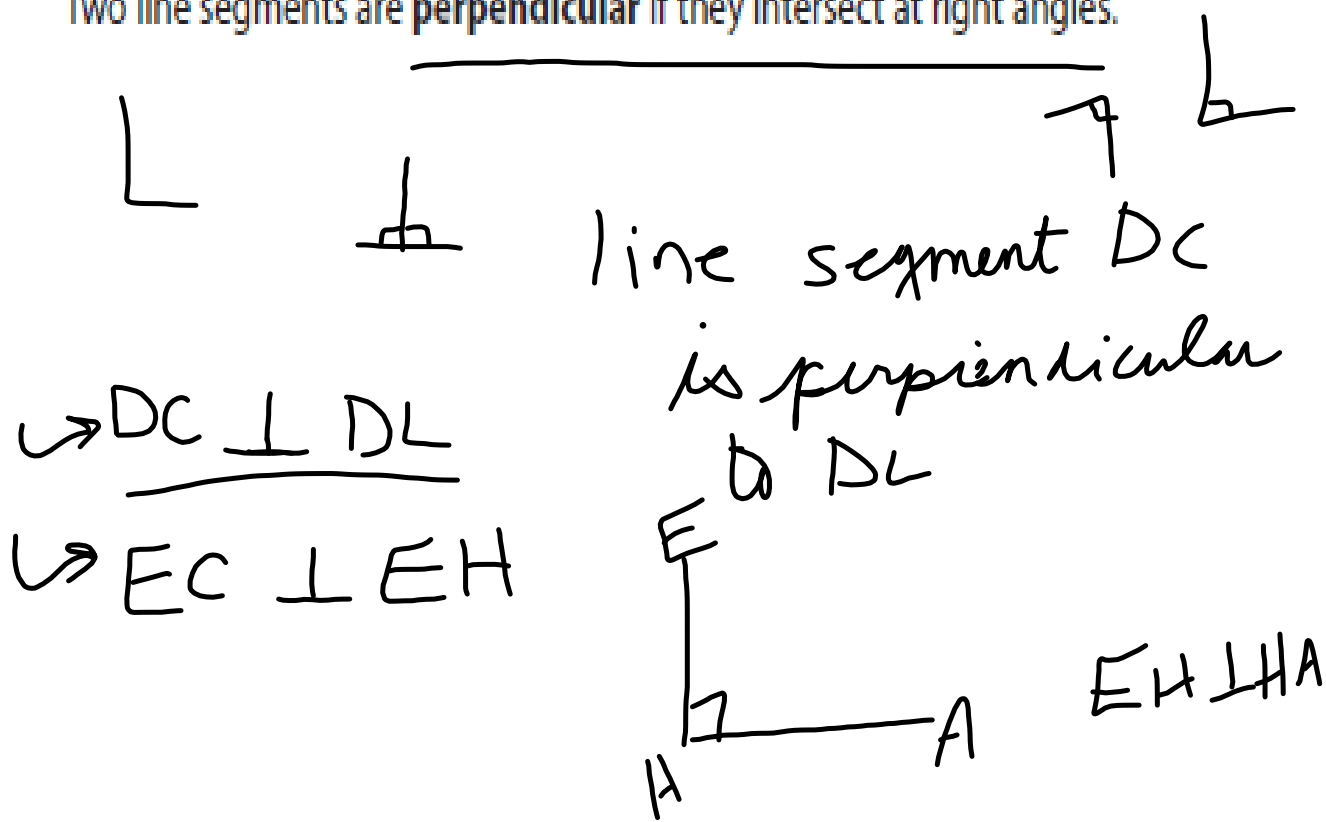 Two line segments are perpendicular if they intersect at right angles.
line segment DC
is perpendicular
to DL
DC ⊥ DL
EC ⊥ EH
E
H
A
EH ⊥ HA